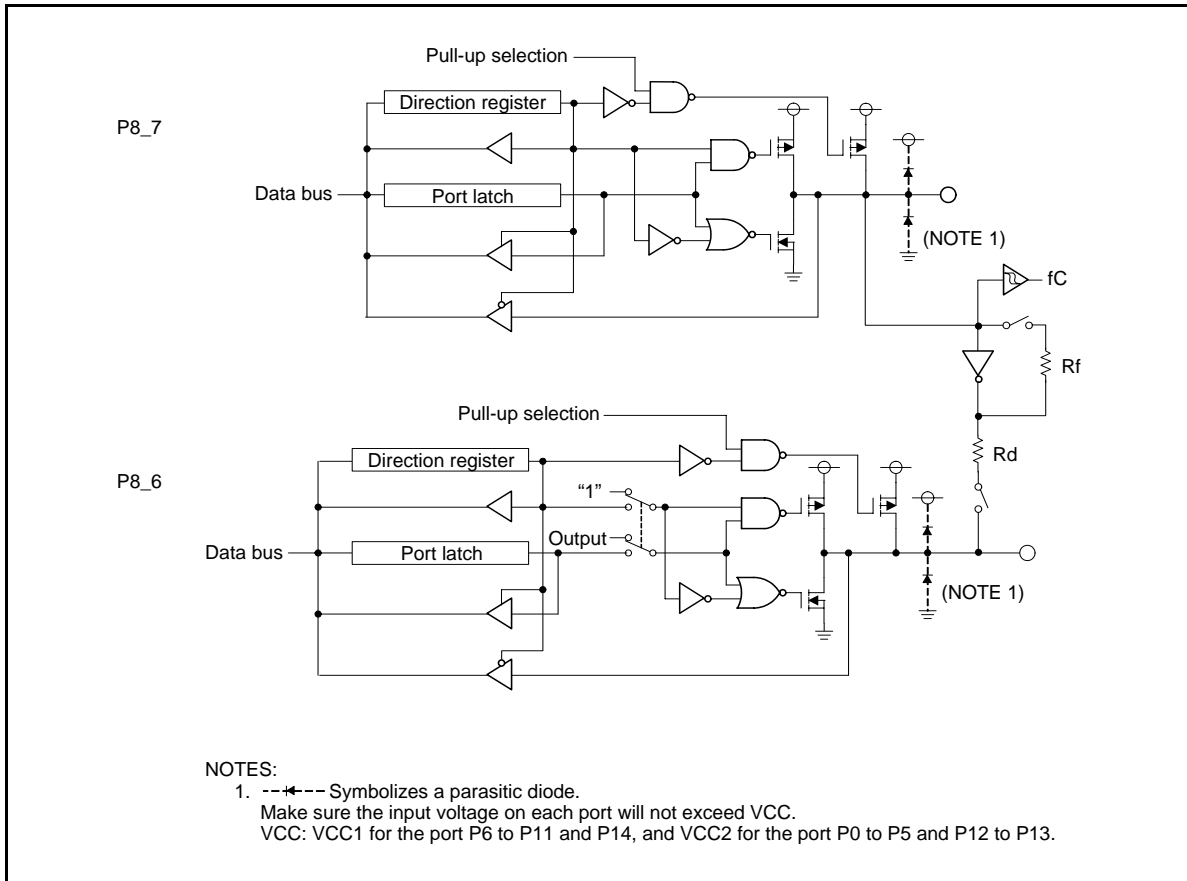 Pull-up selection
Direction register
P8_7
Data bus
Port latch
(NOTE 1)
fC
Rf
Pull-up selection
Rd
P8_6
Direction register
“1”
Output
Data bus
Port latch
(NOTE 1)
NOTES:
1. Symbolizes a parasitic diode.
Make sure the input voltage on each port will not exceed VCC.
VCC: VCC1 for the port P6 to P11 and P14, and VCC2 for the port P0 to P5 and P12 to P13.